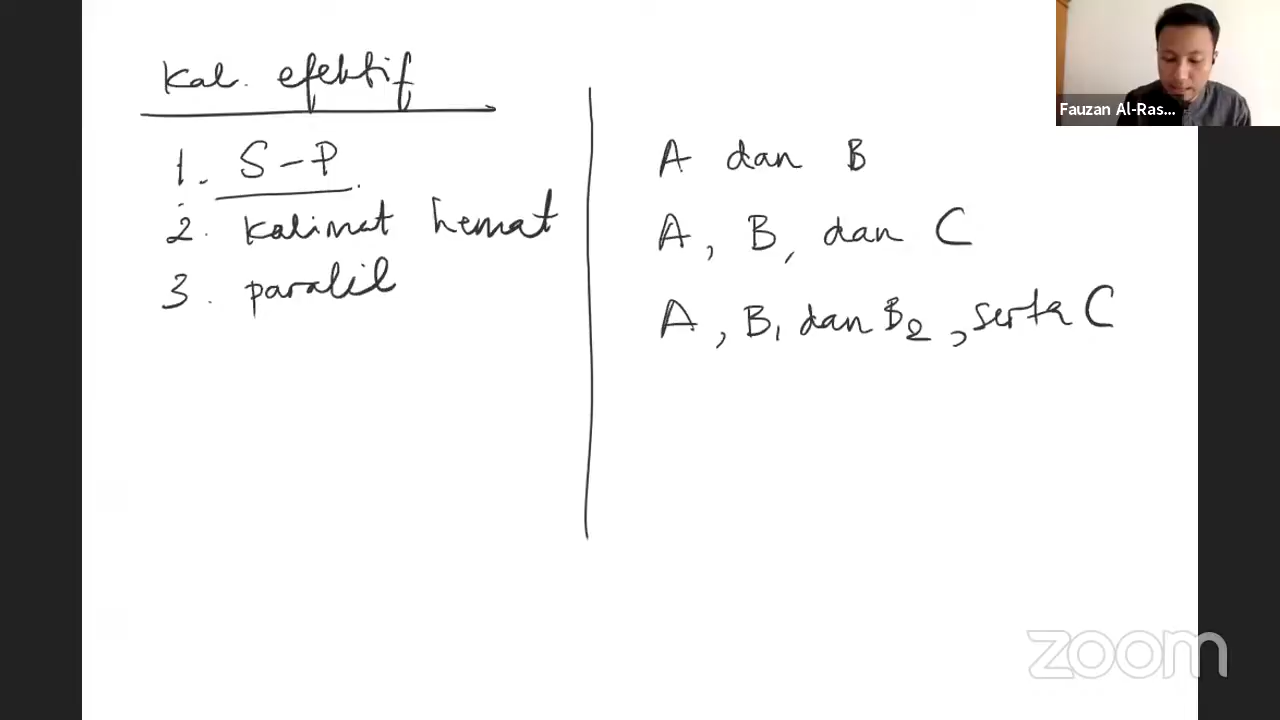 Kal. efektif
1. S-P
2. kalimat hemat
3. paralil
A dan B
A, B, dan C
A, B1 dan B2, serta C
Fauzan Al-Ras...
zoom